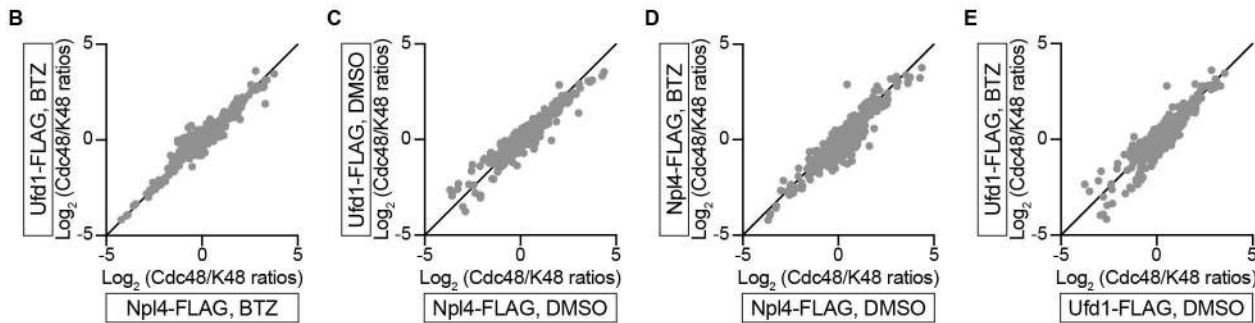 B
Ufd1-FLAG, BTZ
Log2 (Cdc48/K48 ratios)
5
0
-5
-5
0
5
Log2 (Cdc48/K48 ratios)
Npl4-FLAG, BTZ
C
Ufd1-FLAG, DMSO
Log2 (Cdc48/K48 ratios)
5
0
-5
-5
0
5
Log2 (Cdc48/K48 ratios)
Npl4-FLAG, DMSO
D
Npl4-FLAG, BTZ
Log2 (Cdc48/K48 ratios)
5
0
-5
-5
0
5
Log2 (Cdc48/K48 ratios)
Npl4-FLAG, DMSO
E
Ufd1-FLAG, BTZ
Log2 (Cdc48/K48 ratios)
5
0
-5
-5
0
5
Log2 (Cdc48/K48 ratios)
Ufd1-FLAG, DMSO